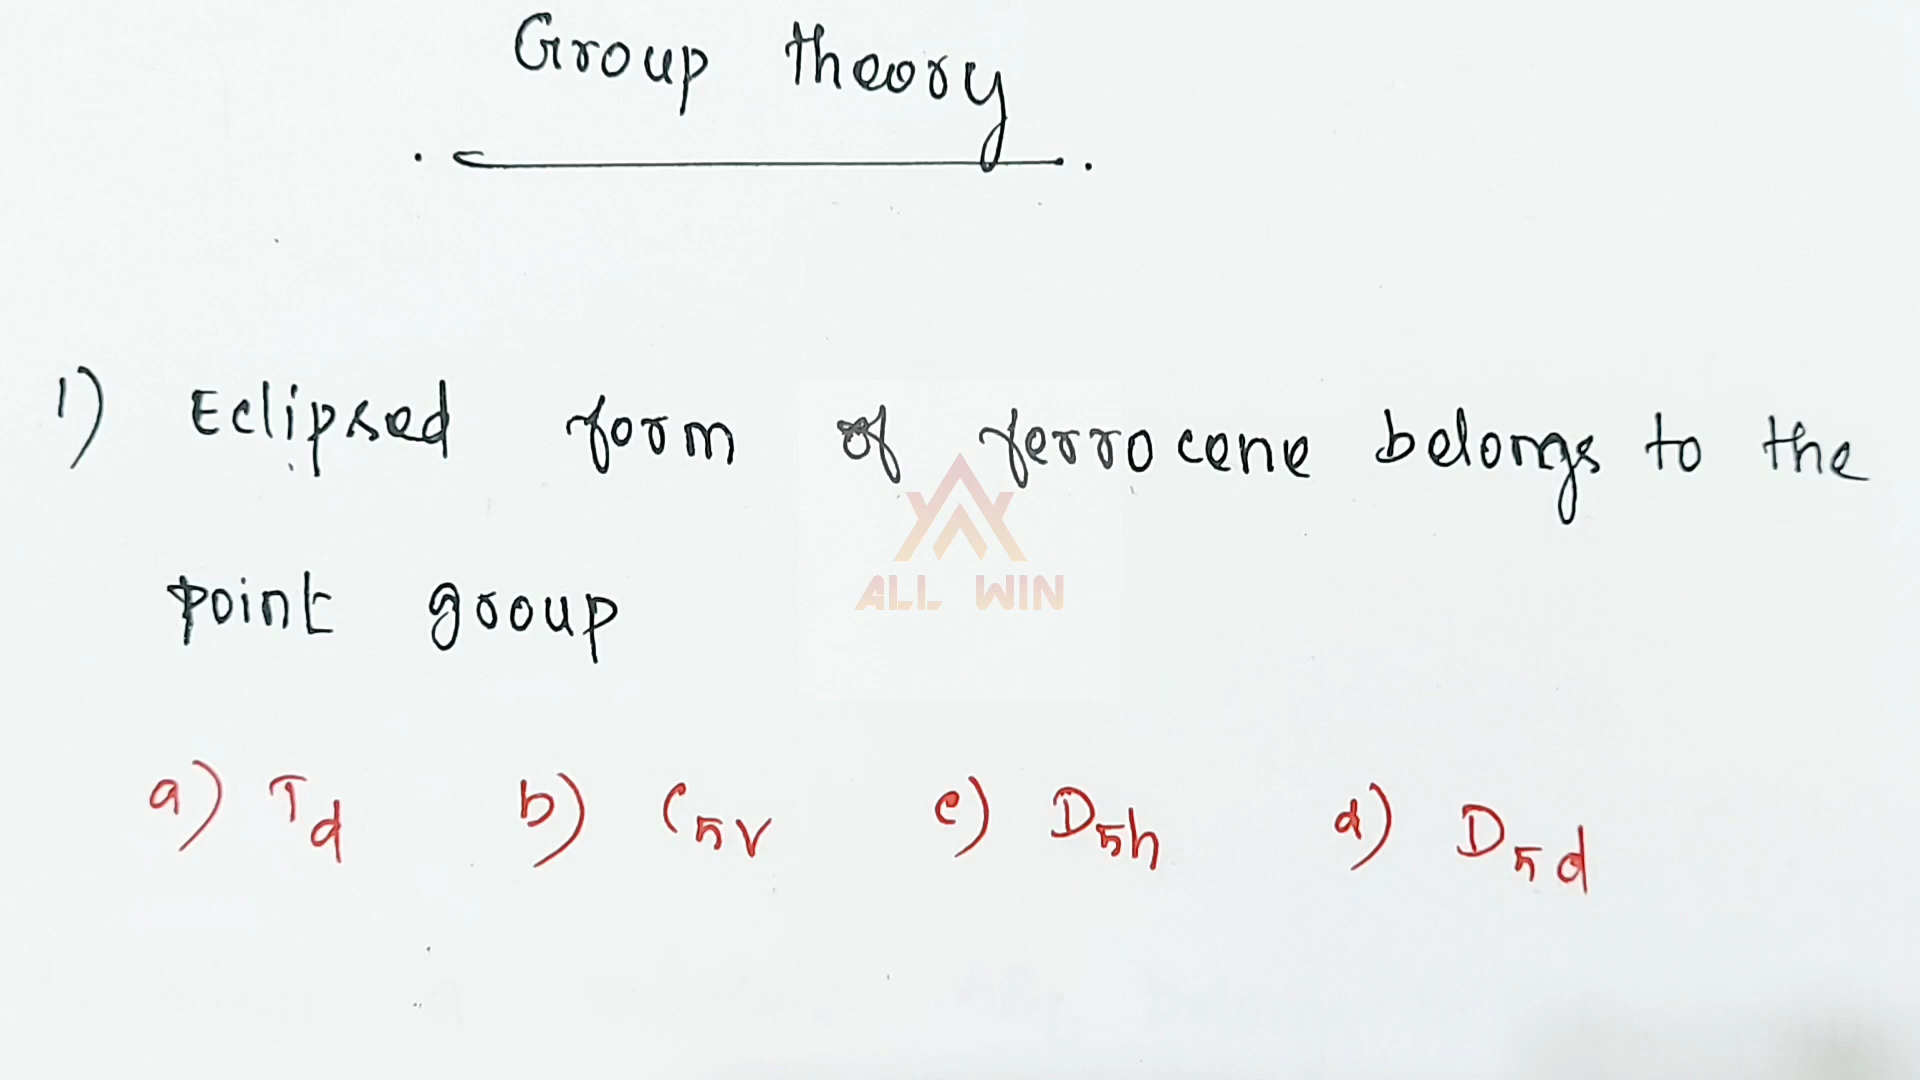 Group theory
1) Eclipsed form of ferrocene belongs to the
ALL WIN
point group
a) Td b) C5v c) D5h d) D5d